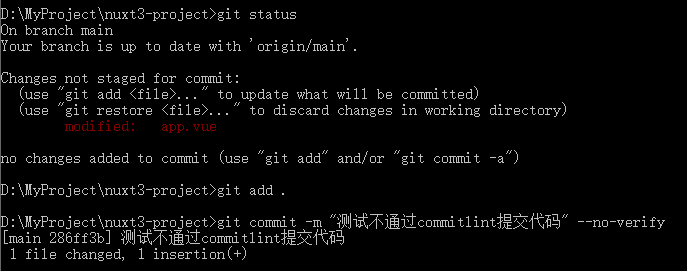 D:\MyProject\nuxt3-project>git status
On branch main
Your branch is up to date with 'origin/main'.
Changes not staged for commit:
(use "git add <file>..." to update what will be committed)
(use "git restore <file>..." to discard changes in working directory)
modified: app.vue
no changes added to commit (use "git add" and/or "git commit -a")
D:\MyProject\nuxt3-project>git add .
D:\MyProject\nuxt3-project>git commit -m "测试不通过commitlint提交代码" --no-verify
[main 286ff3b] 测试不通过commitlint提交代码
1 file changed, 1 insertion(+)